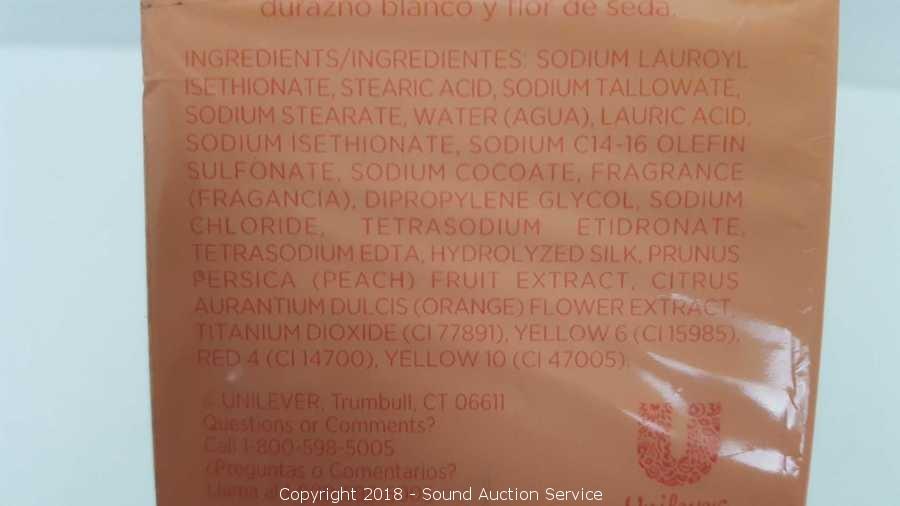 durazno blanco y flor de seda.
INGREDIENTS/INGREDIENTES: SODIUM LAUROYL
ISETHIONATE, STEARIC ACID, SODIUM TALLOWATE,
SODIUM STEARATE, WATER (AGUA), LAURIC ACID,
SODIUM ISETHIONATE, SODIUM C14-16 OLEFIN
SULFONATE, SODIUM COCOATE, FRAGRANCE
(FRAGANCIA), DIPROPYLENE GLYCOL, SODIUM
CHLORIDE, TETRASODIUM ETIDRONATE,
TETRASODIUM EDTA, HYDROLYZED SILK, PRUNUS
PERSICA (PEACH) FRUIT EXTRACT, CITRUS
AURANTIUM DULCIS (ORANGE) FLOWER EXTRACT,
TITANIUM DIOXIDE (CI 77891), YELLOW 6 (CI 15985),
RED 4 (CI 14700), YELLOW 10 (CI 47005).
© UNILEVER, Trumbull, CT 06611
Questions or Comments?
Call 1-800-598-5005
¿Preguntas o Comentarios?
Llama al
Unilever
Copyright 2018 - Sound Auction Service